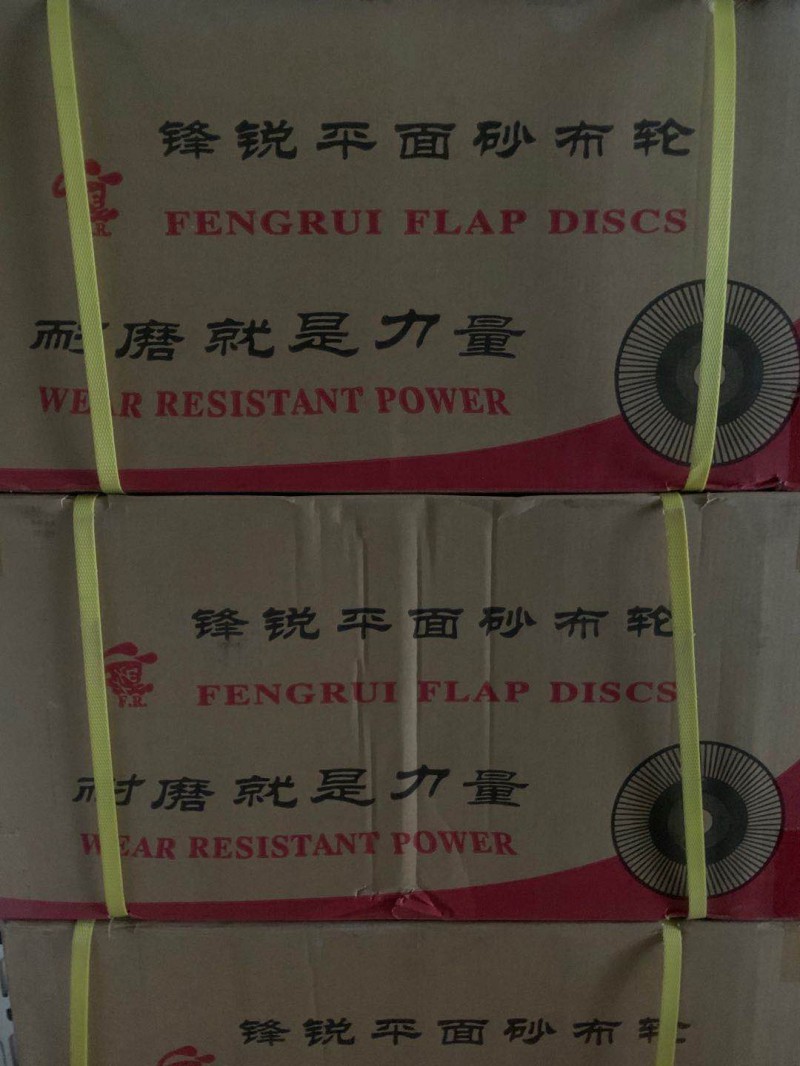 锋锐平面砂布轮
F.R.
FENGRUI FLAP DISCS
耐磨就是力量
WEAR RESISTANT POWER
锋锐平面砂布轮
F.R.
FENGRUI FLAP DISCS
耐磨就是力量
WEAR RESISTANT POWER
锋锐平面砂布轮